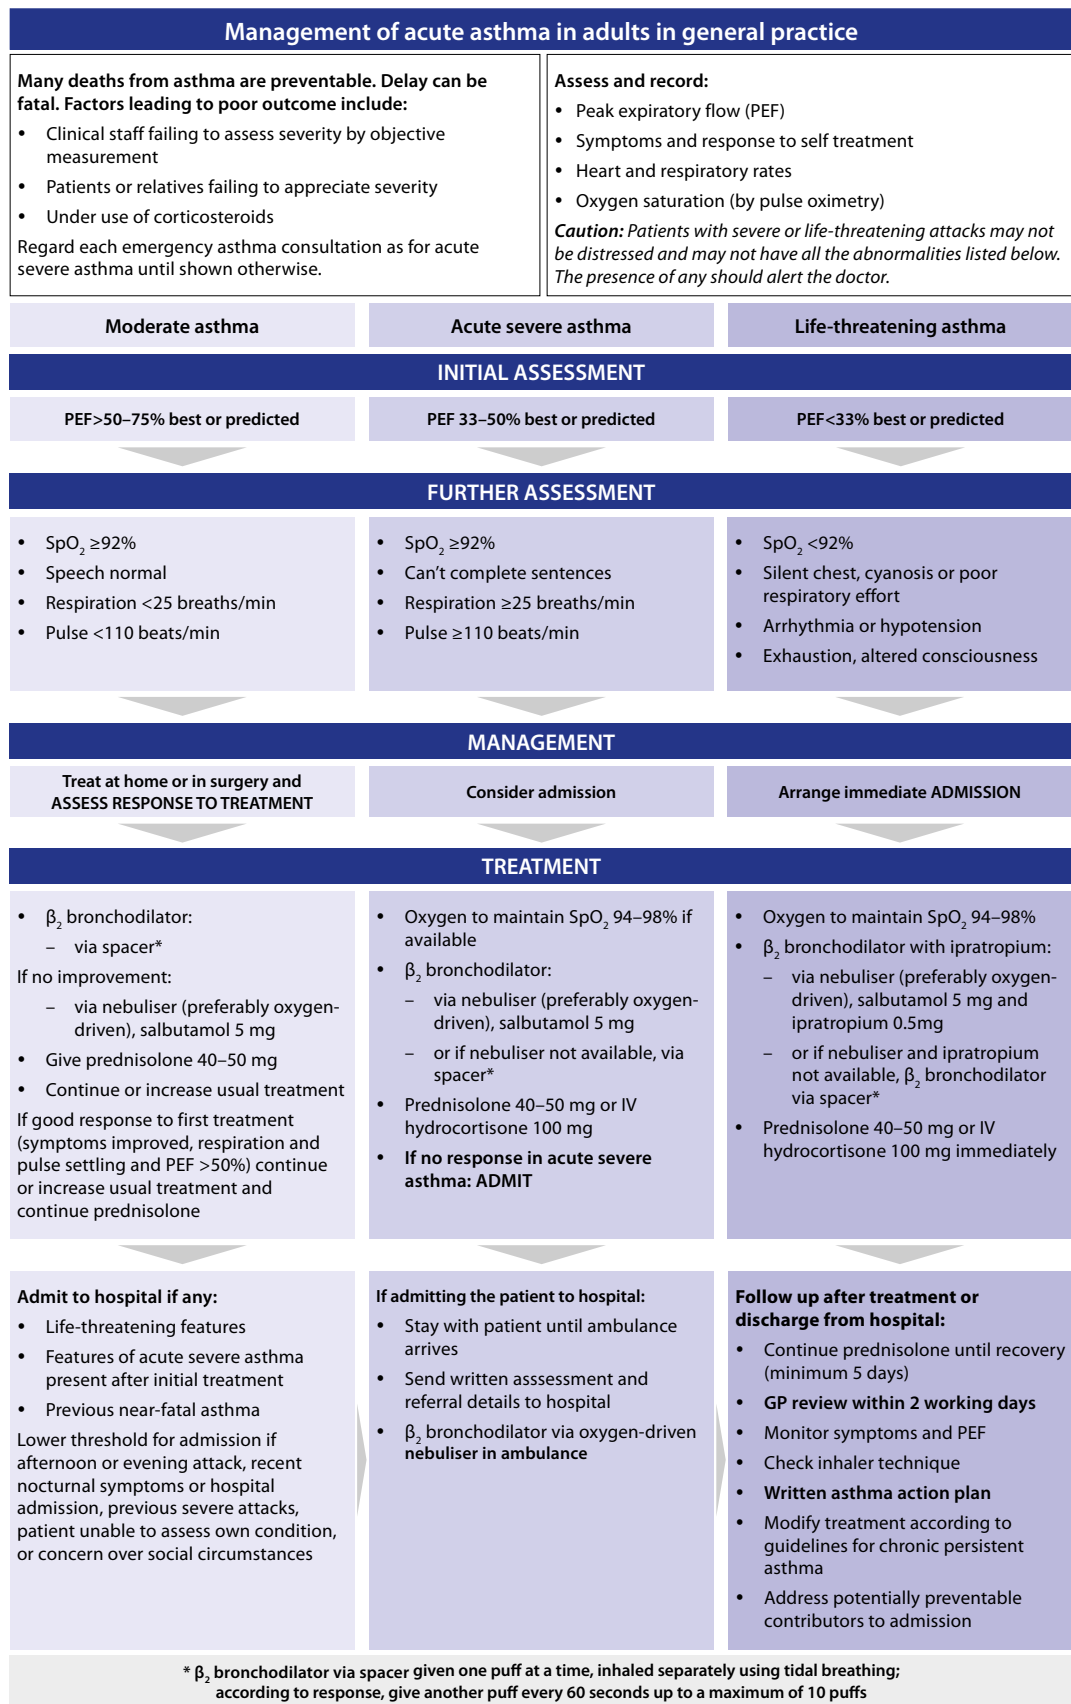 Management of acute asthma in adults in general practice
Many deaths from asthma are preventable. Delay can be
fatal. Factors leading to poor outcome include:
• Clinical staff failing to assess severity by objective
measurement
• Patients or relatives failing to appreciate severity
• Under use of corticosteroids
Regard each emergency asthma consultation as for acute
severe asthma until shown otherwise.
Assess and record:
• Peak expiratory flow (PEF)
• Symptoms and response to self treatment
• Heart and respiratory rates
• Oxygen saturation (by pulse oximetry)
Caution: Patients with severe or life-threatening attacks may not
be distressed and may not have all the abnormalities listed below.
The presence of any should alert the doctor.
Moderate asthma
Acute severe asthma
Life-threatening asthma
INITIAL ASSESSMENT
PEF>50–75% best or predicted
PEF 33–50% best or predicted
PEF<33% best or predicted
FURTHER ASSESSMENT
• SpO₂ ≥92%
• Speech normal
• Respiration <25 breaths/min
• Pulse <110 beats/min
• SpO₂ ≥92%
• Can’t complete sentences
• Respiration ≥25 breaths/min
• Pulse ≥110 beats/min
• SpO₂ <92%
• Silent chest, cyanosis or poor
respiratory effort
• Arrhythmia or hypotension
• Exhaustion, altered consciousness
MANAGEMENT
Treat at home or in surgery and
ASSESS RESPONSE TO TREATMENT
Consider admission
Arrange immediate ADMISSION
TREATMENT
• β₂ bronchodilator:
– via spacer*
If no improvement:
– via nebuliser (preferably oxygen-
driven), salbutamol 5 mg
• Give prednisolone 40–50 mg
• Continue or increase usual treatment
If good response to first treatment
(symptoms improved, respiration and
pulse settling and PEF >50%) continue
or increase usual treatment and
continue prednisolone
• Oxygen to maintain SpO₂ 94–98% if
available
• β₂ bronchodilator:
– via nebuliser (preferably oxygen-
driven), salbutamol 5 mg
– or if nebuliser not available, via
spacer*
• Prednisolone 40–50 mg or IV
hydrocortisone 100 mg
• If no response in acute severe
asthma: ADMIT
• Oxygen to maintain SpO₂ 94–98%
• β₂ bronchodilator with ipratropium:
– via nebuliser (preferably oxygen-
driven), salbutamol 5 mg and
ipratropium 0.5mg
– or if nebuliser and ipratropium
not available, β₂ bronchodilator
via spacer*
• Prednisolone 40–50 mg or IV
hydrocortisone 100 mg immediately
Admit to hospital if any:
• Life-threatening features
• Features of acute severe asthma
present after initial treatment
• Previous near-fatal asthma
Lower threshold for admission if
afternoon or evening attack, recent
nocturnal symptoms or hospital
admission, previous severe attacks,
patient unable to assess own condition,
or concern over social circumstances
If admitting the patient to hospital:
• Stay with patient until ambulance
arrives
• Send written asssessment and
referral details to hospital
• β₂ bronchodilator via oxygen-driven
nebuliser in ambulance
Follow up after treatment or
discharge from hospital:
• Continue prednisolone until recovery
(minimum 5 days)
• GP review within 2 working days
• Monitor symptoms and PEF
• Check inhaler technique
• Written asthma action plan
• Modify treatment according to
guidelines for chronic persistent
asthma
• Address potentially preventable
contributors to admission
* β₂ bronchodilator via spacer given one puff at a time, inhaled separately using tidal breathing;
according to response, give another puff every 60 seconds up to a maximum of 10 puffs